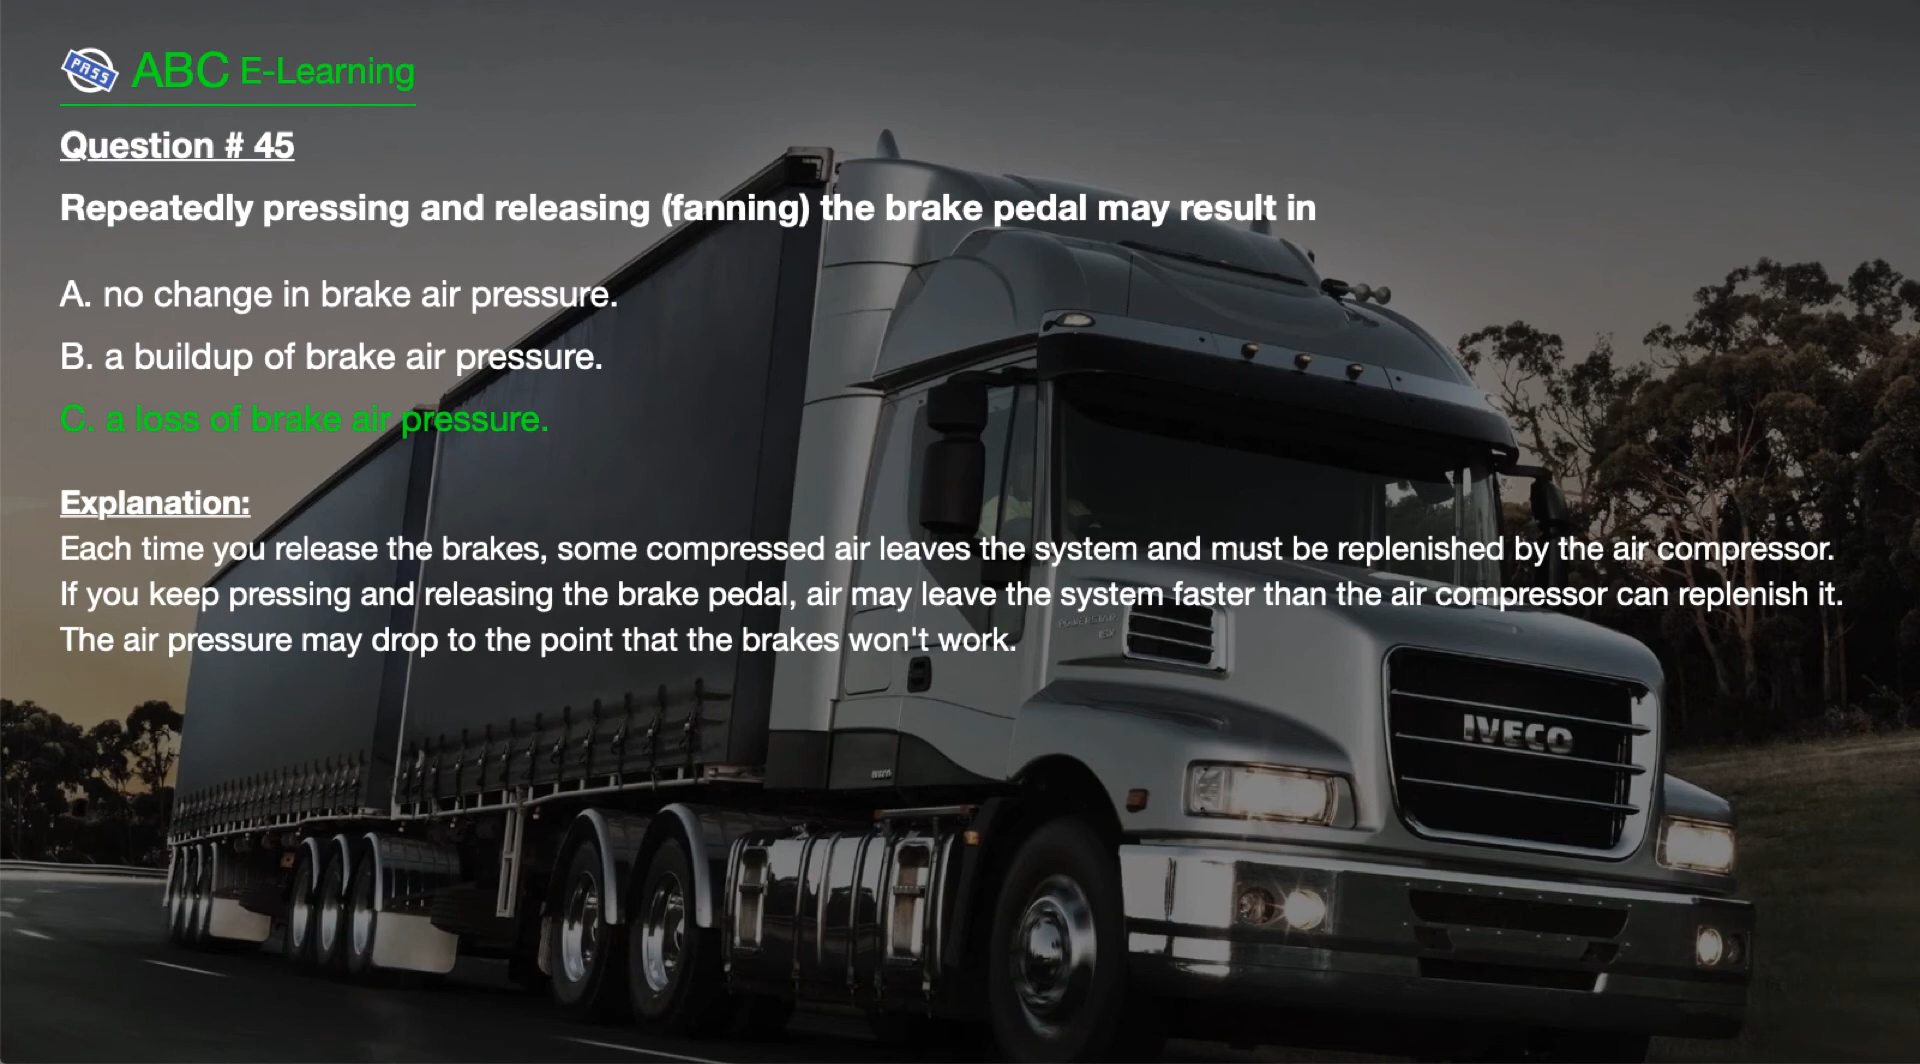 PASS ABC E-Learning
Question # 45
Repeatedly pressing and releasing (fanning) the brake pedal may result in
A. no change in brake air pressure.
B. a buildup of brake air pressure.
C. a loss of brake air pressure.
Explanation:
Each time you release the brakes, some compressed air leaves the system and must be replenished by the air compressor.
If you keep pressing and releasing the brake pedal, air may leave the system faster than the air compressor can replenish it.
The air pressure may drop to the point that the brakes won't work.
POWERSTAR
IVECO
IVECO